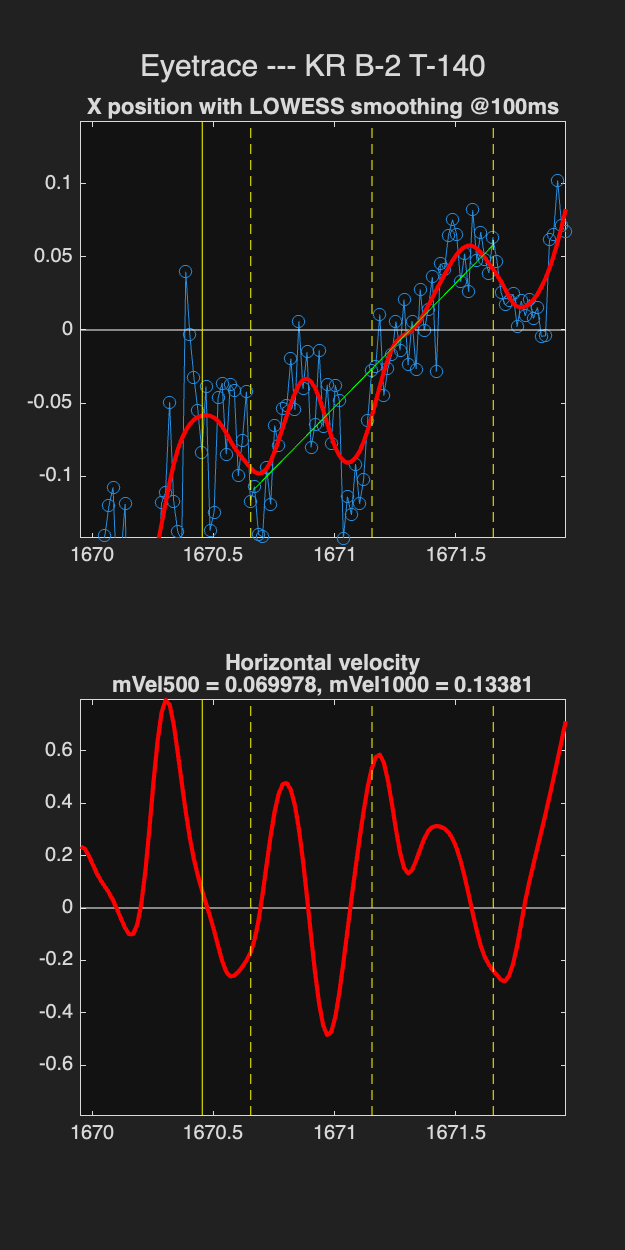 Eyetrace --- KR B-2 T-140
X position with LOWESS smoothing @100ms
0.1
0.05
0
-0.05
-0.1
1670 1670.5 1671 1671.5
Horizontal velocity
mVel500 = 0.069978, mVel1000 = 0.13381
0.6
0.4
0.2
0
-0.2
-0.4
-0.6
1670 1670.5 1671 1671.5